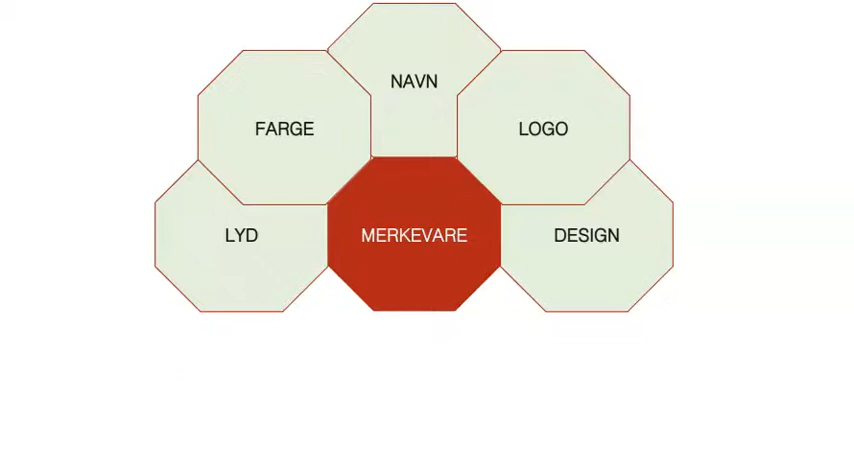 NAVN
FARGE
LOGO
LYD
MERKEVARE
DESIGN